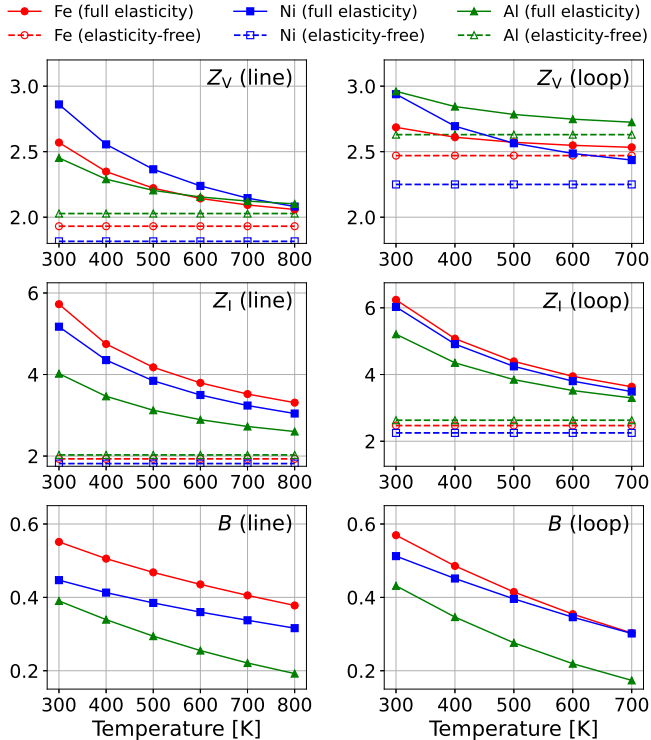 Fe (full elasticity) Ni (full elasticity) Al (full elasticity)
Fe (elasticity-free) Ni (elasticity-free) Al (elasticity-free)
Z_V (line)
3.0
2.5
2.0
300 400 500 600 700 800
Z_V (loop)
3.0
2.5
2.0
300 400 500 600 700
Z_I (line)
6
4
2
300 400 500 600 700 800
Z_I (loop)
6
4
2
300 400 500 600 700
B (line)
0.6
0.4
0.2
300 400 500 600 700 800
Temperature [K]
B (loop)
0.6
0.4
0.2
300 400 500 600 700
Temperature [K]